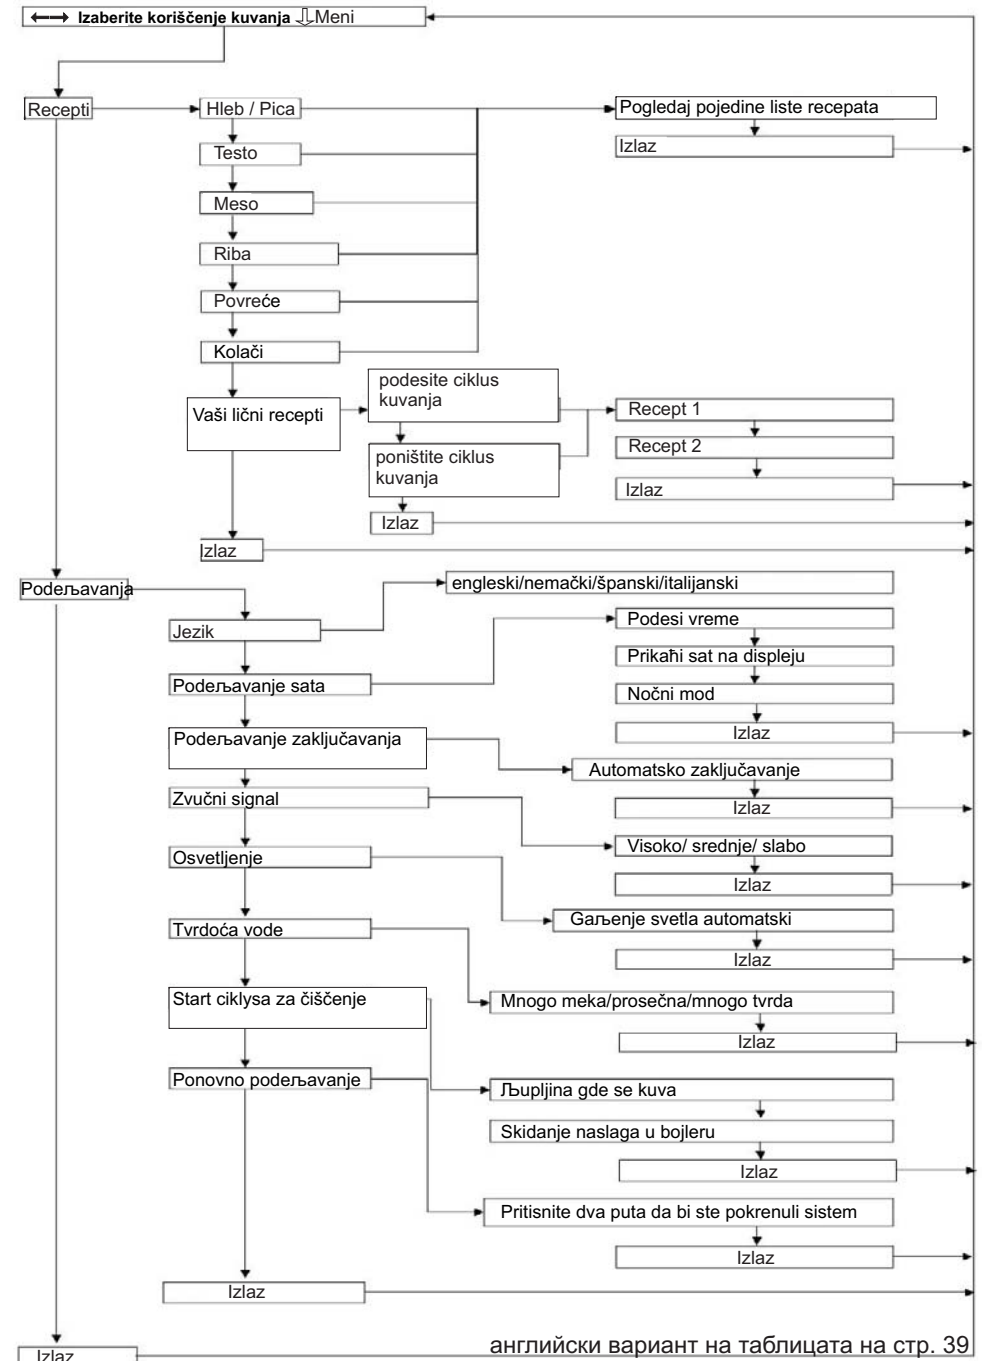 Izaberite koriščenje kuvanja Meni
Recepti
Hleb / Pica
Pogledaj pojedine liste recepata
Izlaz
Testo
Meso
Riba
Povreće
Kolači
Vaši lični recepti
podesite ciklus
kuvanja
poništite ciklus
kuvanja
Izlaz
Recept 1
Recept 2
Izlaz
Izlaz
Podeљavanja
engleski/nemački/španski/italijanski
Jezik
Podeљavanje sata
Podesi vreme
Prikaħi sat na displeju
Nočni mod
Izlaz
Podeљavanje zaključavanja
Automatsko zaključavanje
Izlaz
Zvučni signal
Visoko/ srednje/ slabo
Izlaz
Osvetljenje
Gaљenje svetla automatski
Izlaz
Tvrdoća vode
Mnogo meka/prosečna/mnogo tvrda
Izlaz
Start ciklysa za čiščenje
Љupljina gde se kuva
Skidanje naslaga u bojleru
Izlaz
Ponovno podeљavanje
Pritisnite dva puta da bi ste pokrenuli sistem
Izlaz
Izlaz
английски вариант на таблицата на стр. 39
Izlaz